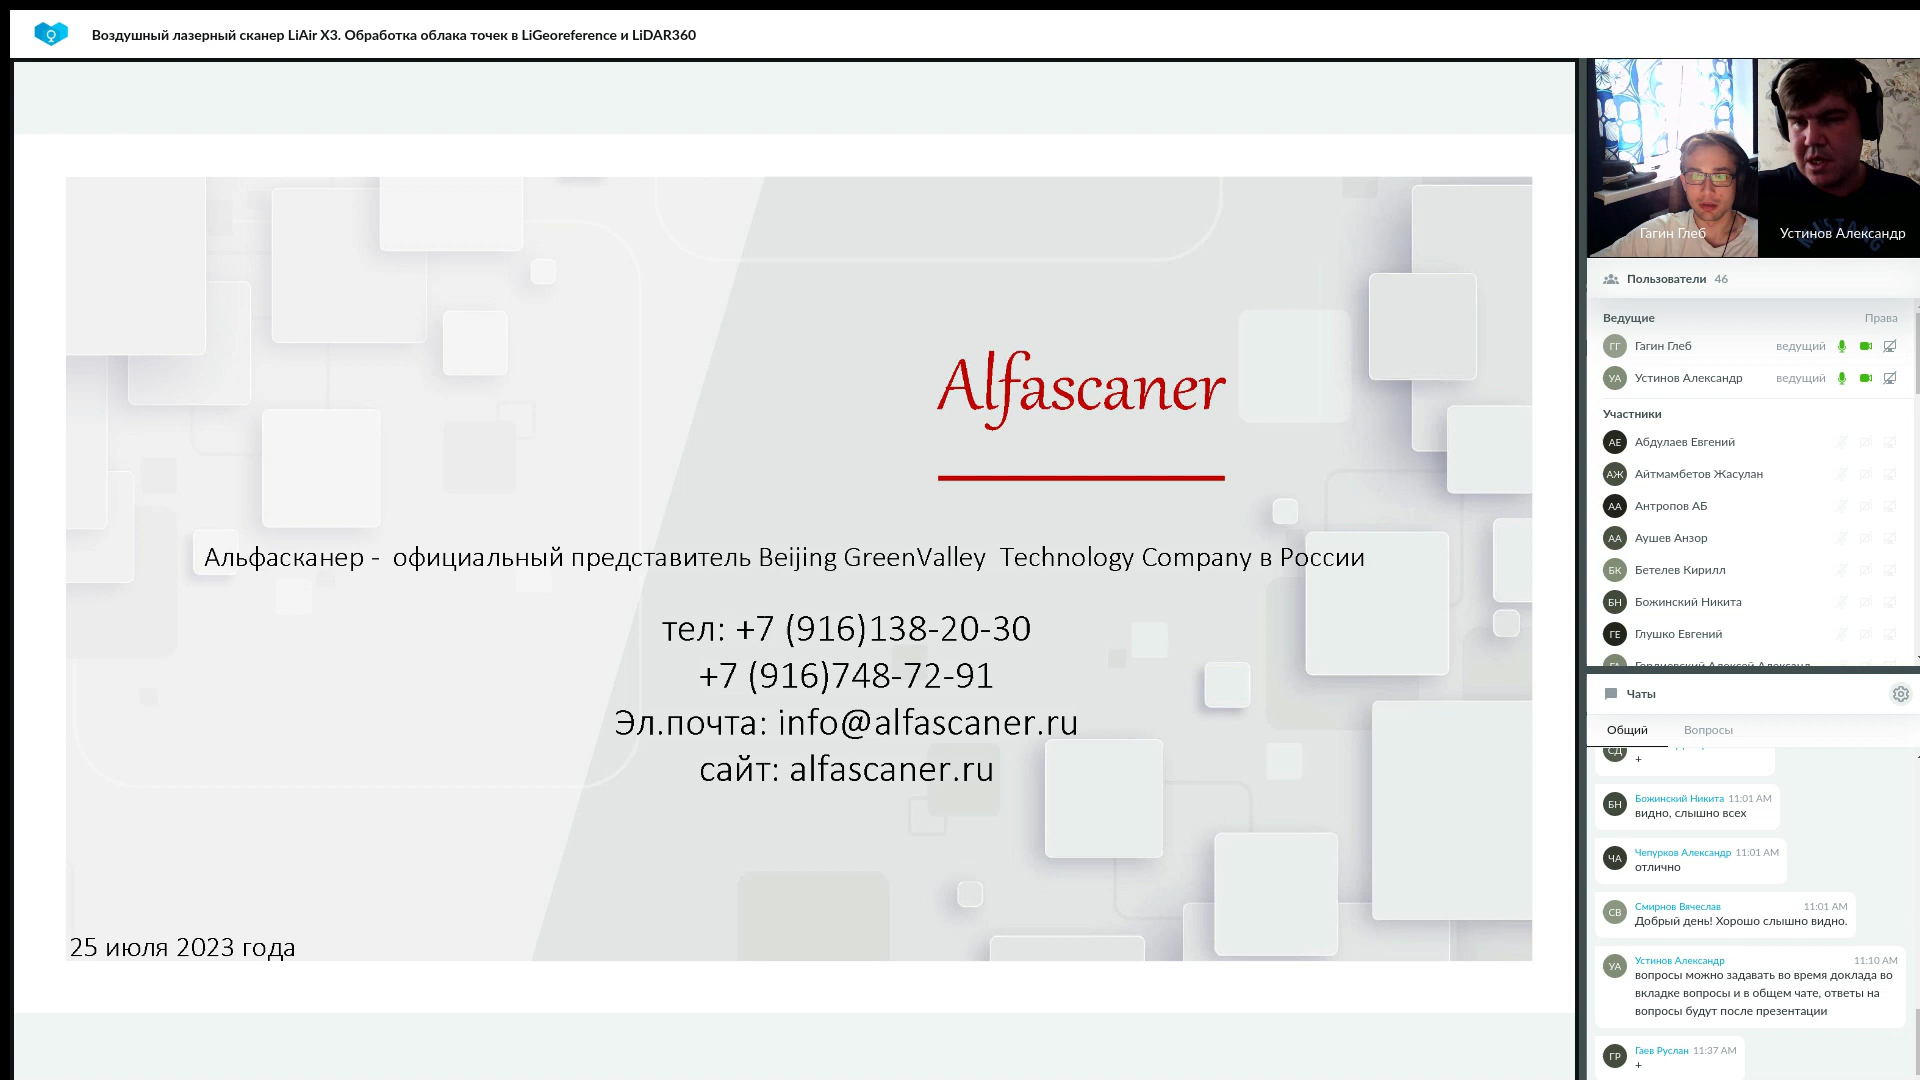 Воздушный лазерный сканер LiAir X3. Обработка облака точек в LiGeoreference и LiDAR360
Alfascaner
Альфасканер - официальный представитель Beijing GreenValley Technology Company в России
тел: +7 (916)138-20-30
+7 (916)748-72-91
Эл.почта: info@alfascaner.ru
сайт: alfascaner.ru
25 июля 2023 года
Гагин Глеб
Устинов Александр
Пользователи 46
Ведущие Права
ГГ Гагин Глеб ведущий
УА Устинов Александр ведущий
Участники
АЕ Абдулаев Евгений
АЖ Айтмамбетов Жасулан
АА Антропов АБ
АА Аушев Анзор
БК Бетелев Кирилл
БН Божинский Никита
ГЕ Глушко Евгений
Чаты
Общий Вопросы
СД
+
БН Божинский Никита 11:01 AM
видно, слышно всех
ЧА Чепурков Александр 11:01 AM
отлично
СВ Смирнов Вячеслав 11:01 AM
Добрый день! Хорошо слышно видно.
УА Устинов Александр 11:10 AM
вопросы можно задавать во время доклада во
вкладке вопросы и в общем чате, ответы на
вопросы будут после презентации
ГР Гаев Руслан 11:37 AM
+